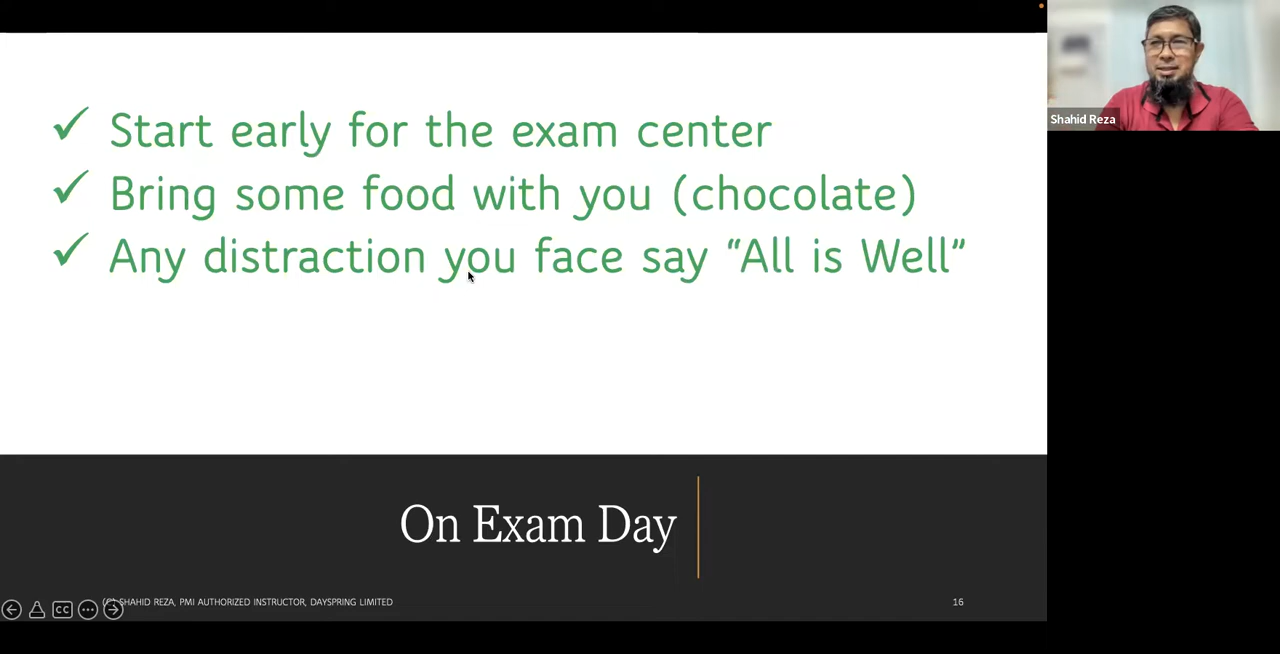 ✓ Start early for the exam center
✓ Bring some food with you (chocolate)
✓ Any distraction you face say “All is Well”
On Exam Day
(C) SHAHID REZA, PMI AUTHORIZED INSTRUCTOR, DAYSPRING LIMITED
16
CC
Shahid Reza